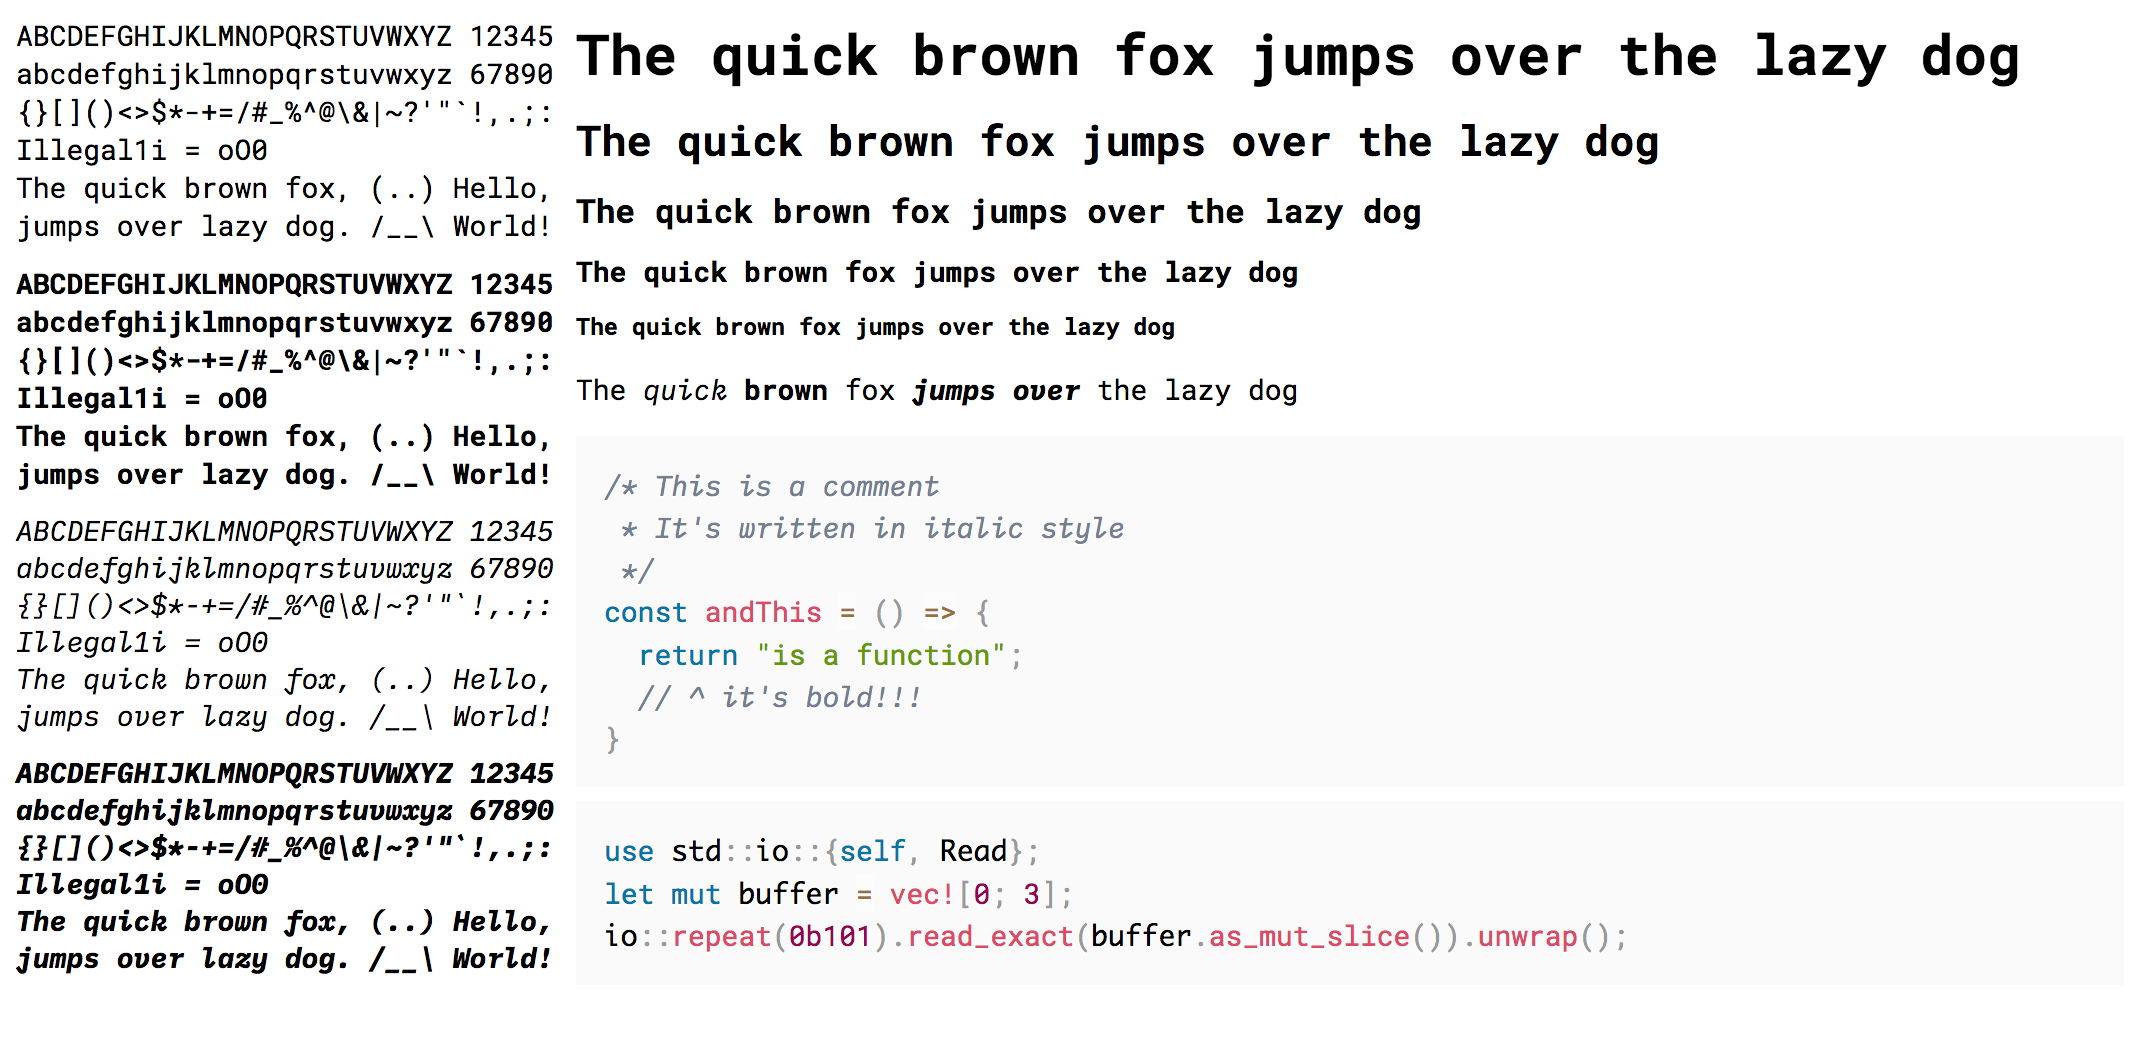 ABCDEFGHIJKLMNOPQRSTUVWXYZ 12345
abcdefghijklmnopqrstuvwxyz 67890
{}[]()<>$*-+=/#_%^@\&|~?'"`!,.;:
Illegal1i = oO0
The quick brown fox, (..) Hello,
jumps over lazy dog. /__\ World!
ABCDEFGHIJKLMNOPQRSTUVWXYZ 12345
abcdefghijklmnopqrstuvwxyz 67890
{}[]()<>$*-+=/#_%^@\&|~?'"`!,.;:
Illegal1i = oO0
The quick brown fox, (..) Hello,
jumps over lazy dog. /__\ World!
ABCDEFGHIJKLMNOPQRSTUVWXYZ 12345
abcdefghijklmnopqrstuvwxyz 67890
{}[]()<>$*-+=/#_%^@\&|~?'"`!,.;:
Illegal1i = oO0
The quick brown fox, (..) Hello,
jumps over lazy dog. /__\ World!
ABCDEFGHIJKLMNOPQRSTUVWXYZ 12345
abcdefghijklmnopqrstuvwxyz 67890
{}[]()<>$*-+=/#_%^@\&|~?'"`!,.;:
Illegal1i = oO0
The quick brown fox, (..) Hello,
jumps over lazy dog. /__\ World!
The quick brown fox jumps over the lazy dog
The quick brown fox jumps over the lazy dog
The quick brown fox jumps over the lazy dog
The quick brown fox jumps over the lazy dog
The quick brown fox jumps over the lazy dog
The quick brown fox jumps over the lazy dog
/* This is a comment
 * It's written in italic style
 */
const andThis = () => {
  return "is a function";
  // ^ it's bold!!!
}
use std::io::{self, Read};
let mut buffer = vec![0; 3];
io::repeat(0b101).read_exact(buffer.as_mut_slice()).unwrap();